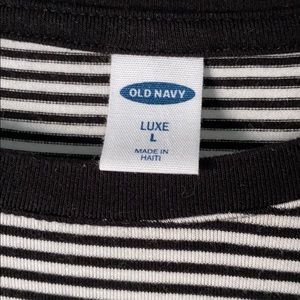 OLD NAVY
LUXE
L
MADE IN
HAITI